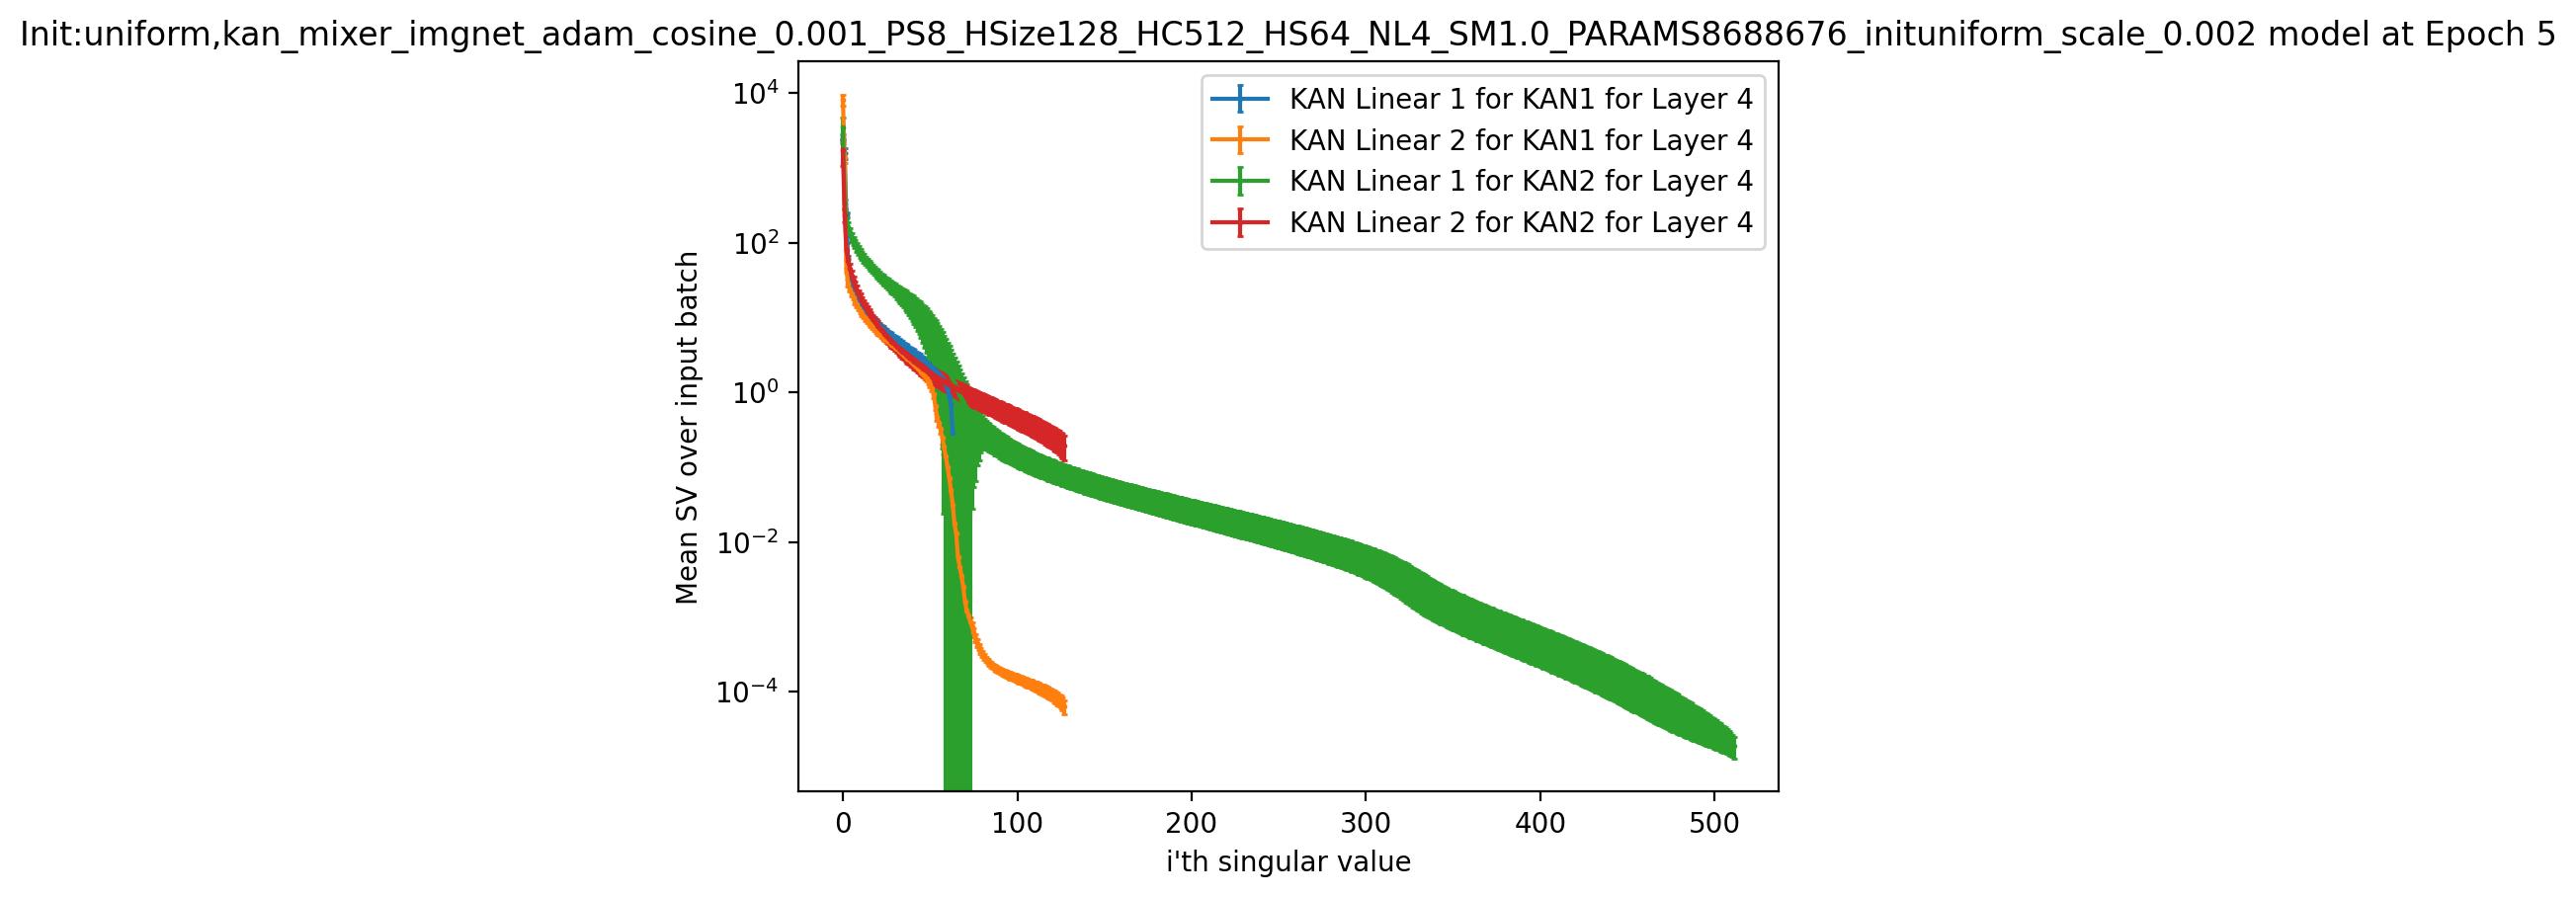 Init:uniform,kan_mixer_imgnet_adam_cosine_0.001_PS8_HSize128_HC512_HS64_NL4_SM1.0_PARAMS8688676_inituniform_scale_0.002 model at Epoch 5
KAN Linear 1 for KAN1 for Layer 4
KAN Linear 2 for KAN1 for Layer 4
KAN Linear 1 for KAN2 for Layer 4
KAN Linear 2 for KAN2 for Layer 4
Mean SV over input batch
10⁴
10²
10⁰
10⁻²
10⁻⁴
0 100 200 300 400 500
i'th singular value